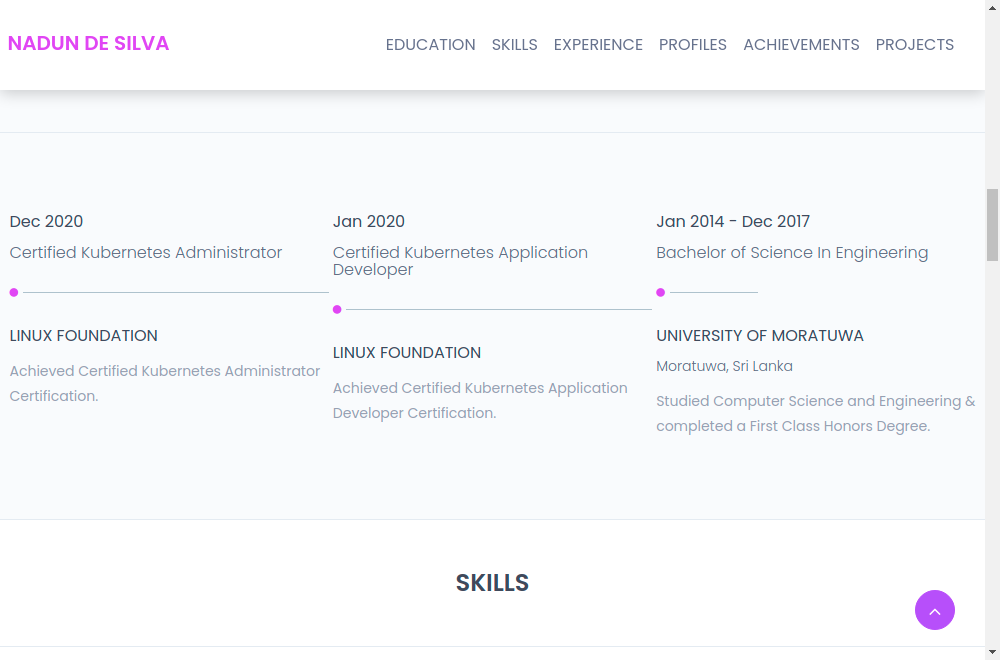 NADUN DE SILVA
EDUCATION SKILLS EXPERIENCE PROFILES ACHIEVEMENTS PROJECTS
Dec 2020
Certified Kubernetes Administrator
LINUX FOUNDATION
Achieved Certified Kubernetes Administrator
Certification.
Jan 2020
Certified Kubernetes Application
Developer
LINUX FOUNDATION
Achieved Certified Kubernetes Application
Developer Certification.
Jan 2014 - Dec 2017
Bachelor of Science In Engineering
UNIVERSITY OF MORATUWA
Moratuwa, Sri Lanka
Studied Computer Science and Engineering &
completed a First Class Honors Degree.
SKILLS